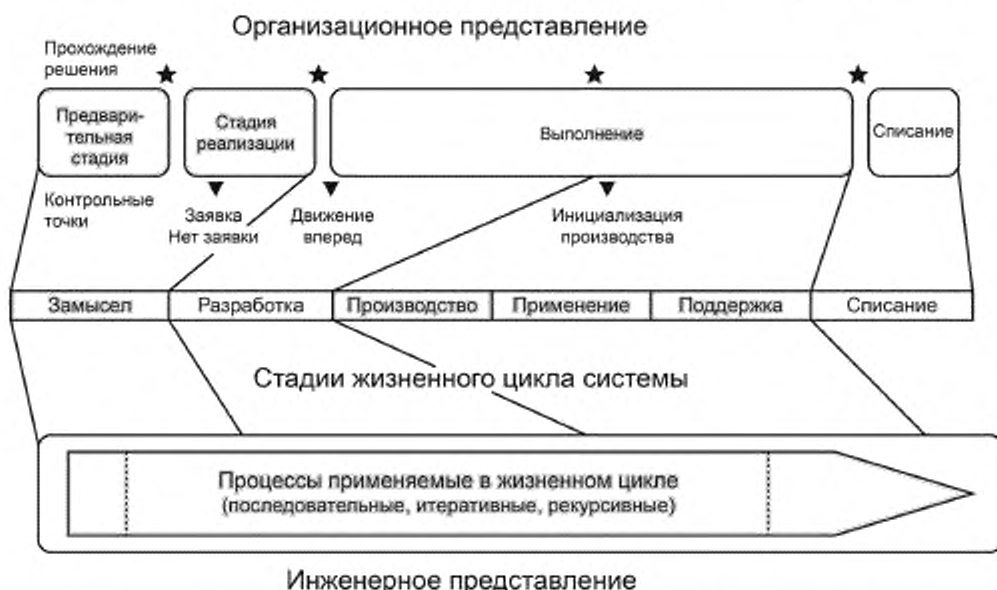 Организационное представление
Прохождение
решения
Предвари-
тельная
стадия
Стадия
реализации
Выполнение
Списание
Контрольные
точки
Заявка
Нет заявки
Движение
вперед
Инициализация
производства
Замысел
Разработка
Производство
Применение
Поддержка
Списание
Стадии жизненного цикла системы
Процессы применяемые в жизненном цикле
(последовательные, итеративные, рекурсивные)
Инженерное представление